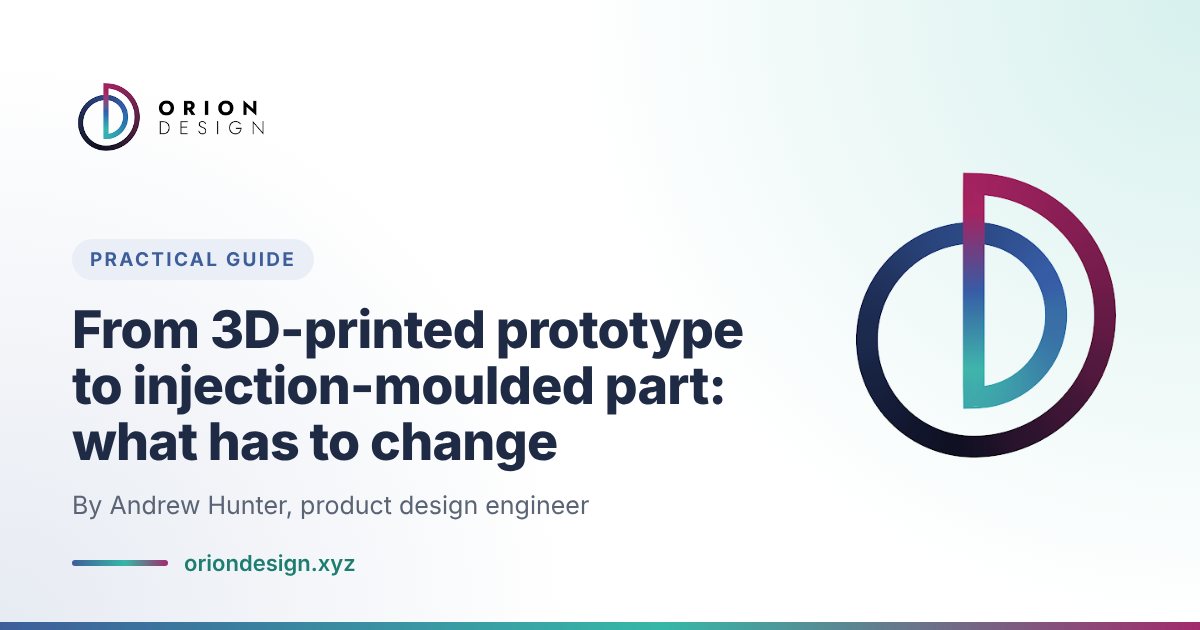 ORION
DESIGN
PRACTICAL GUIDE
From 3D-printed prototype
to injection-moulded part:
what has to change
By Andrew Hunter, product design engineer
oriondesign.xyz